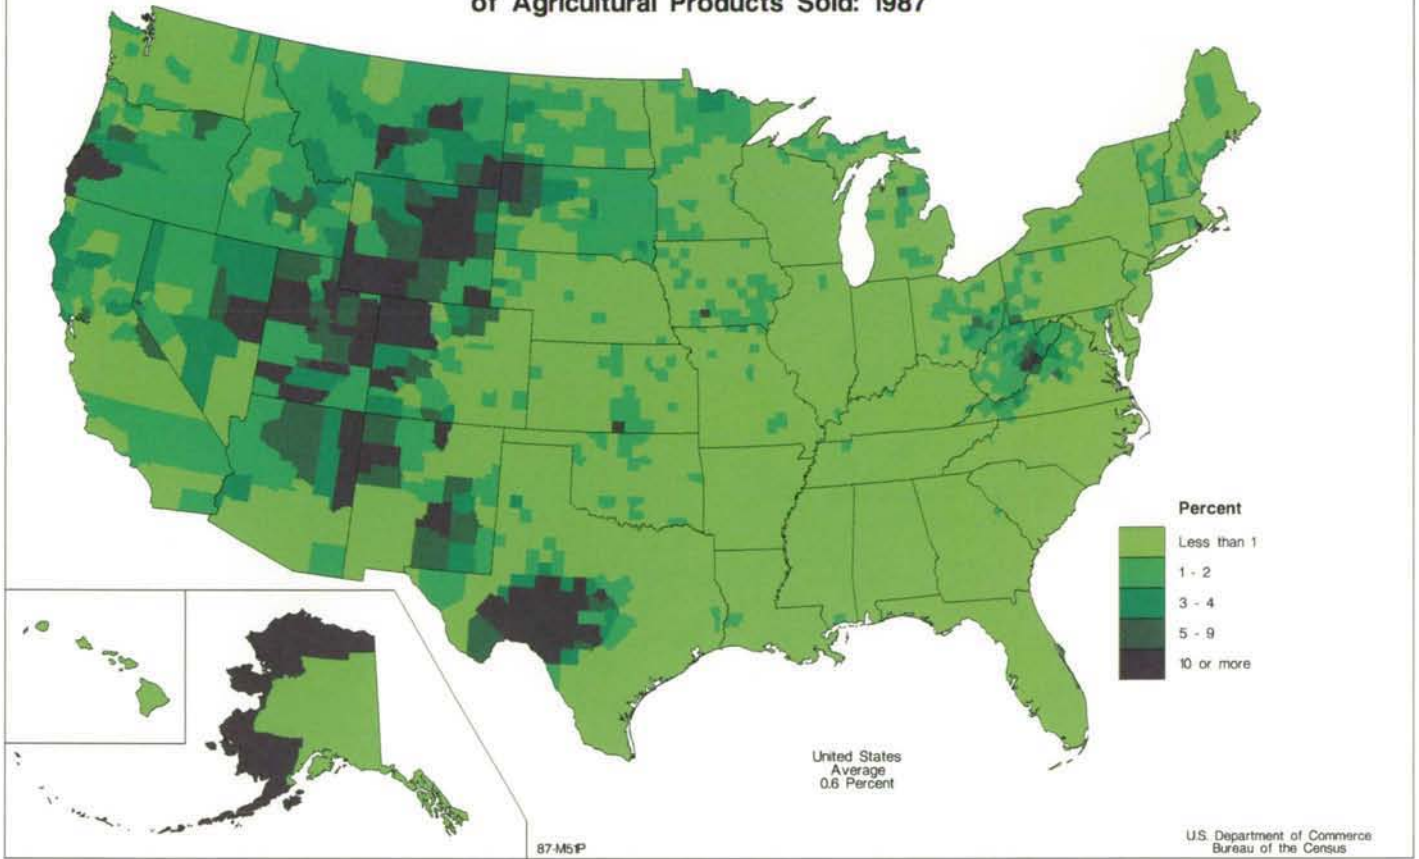 of Agricultural Products Sold: 1987
Percent
Less than 1
1 - 2
3 - 4
5 - 9
10 or more
United States
Average
0.6 Percent
87-M51P
U.S. Department of Commerce
Bureau of the Census